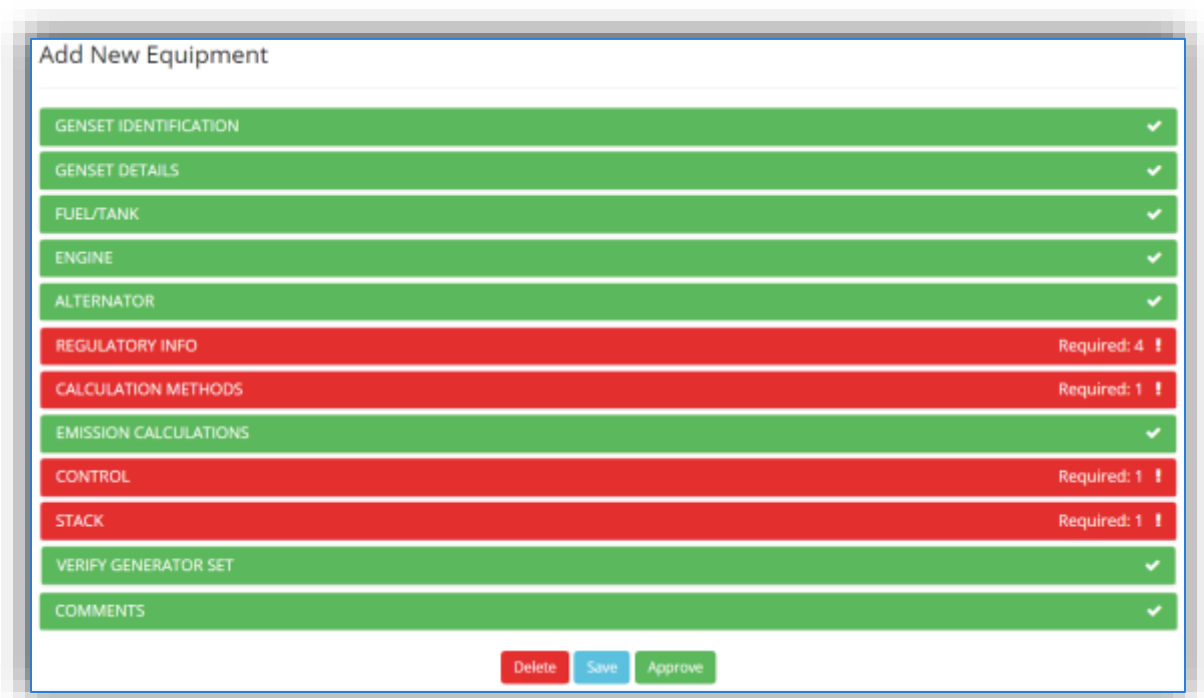 Add New Equipment
GENSET IDENTIFICATION
GENSET DETAILS
FUEL/TANK
ENGINE
ALTERNATOR
REGULATORY INFO Required: 4 !
CALCULATION METHODS Required: 1 !
EMISSION CALCULATIONS
CONTROL Required: 1 !
STACK Required: 1 !
VERIFY GENERATOR SET
COMMENTS
Delete Save Approve